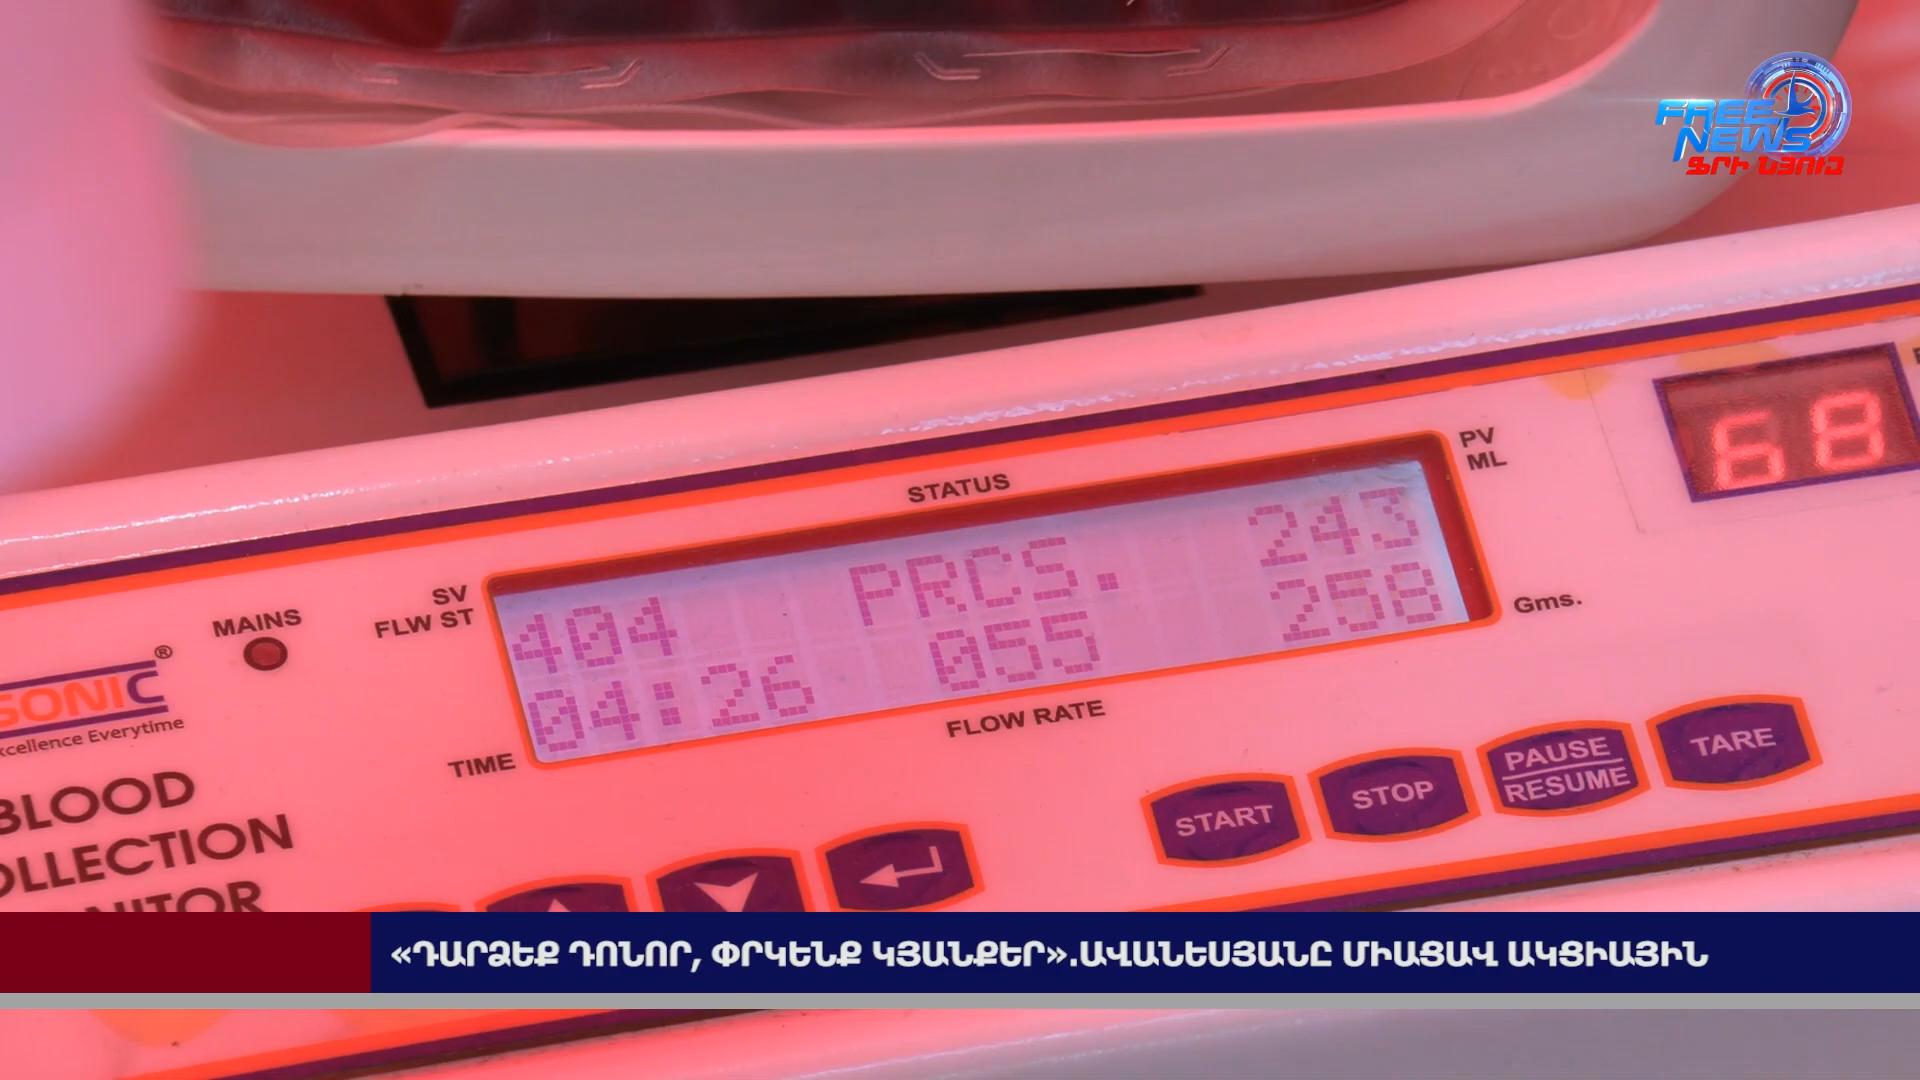 FREE
NEWS
ՖՐԻ ՆՅՈՒԶ
68
PV
ML
STATUS
SV
FLW ST
MAINS
404 PRCS. 243
04:26 055 258
Gms.
TIME
FLOW RATE
SONIC®
Everytime
BLOOD
START
STOP
PAUSE
RESUME
TARE
«ԴԱՐՁԵՔ ԴՈՆՈՐ, ՓՐԿԵՆՔ ԿՅԱՆՔԵՐ».ԱՎԱՆԵՍՅԱՆԸ ՄԻԱՑԱՎ ԱԿՑԻԱՅԻՆ